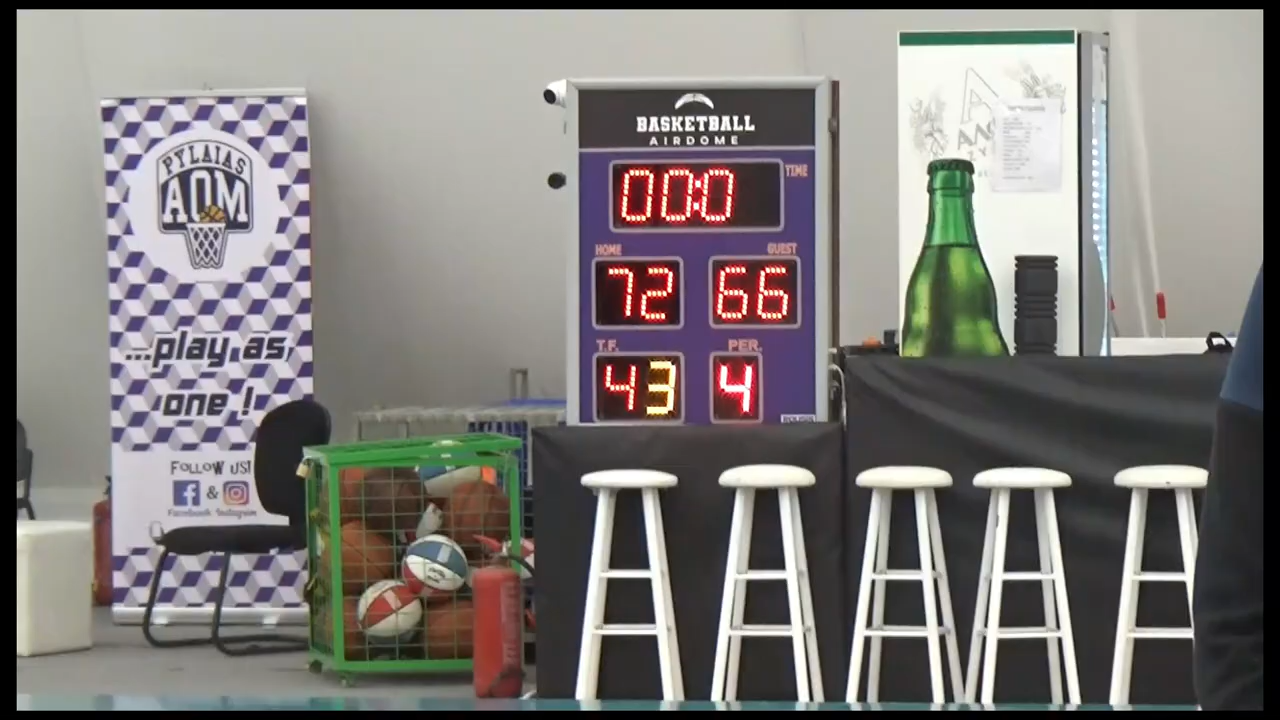 PYLAIAS
AOM
...play as
one !
FOLLOW US!
&
Facebook Instagram
BASKETBALL
AIRDOME
TIME
00:0
HOME
GUEST
72
66
T.F.
PER.
43
4